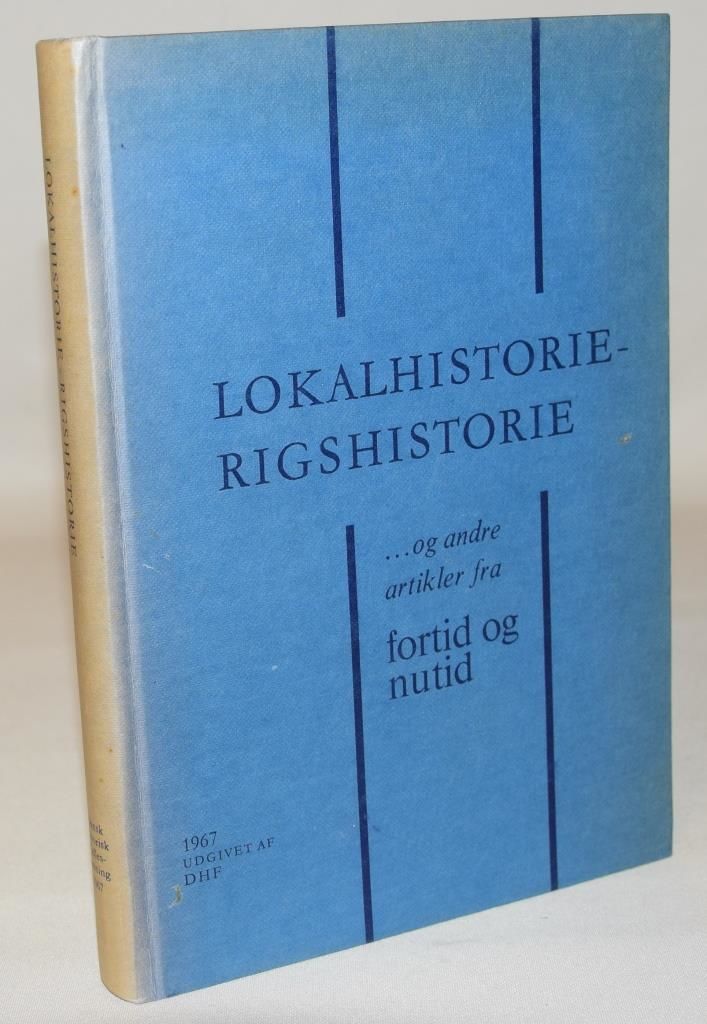 LOKALHISTORIE-
RIGSHISTORIE
...og andre
artikler fra
fortid og
nutid
1967
UDGIVET AF
DHF
LOKALHISTORIE RIGSHISTORIE